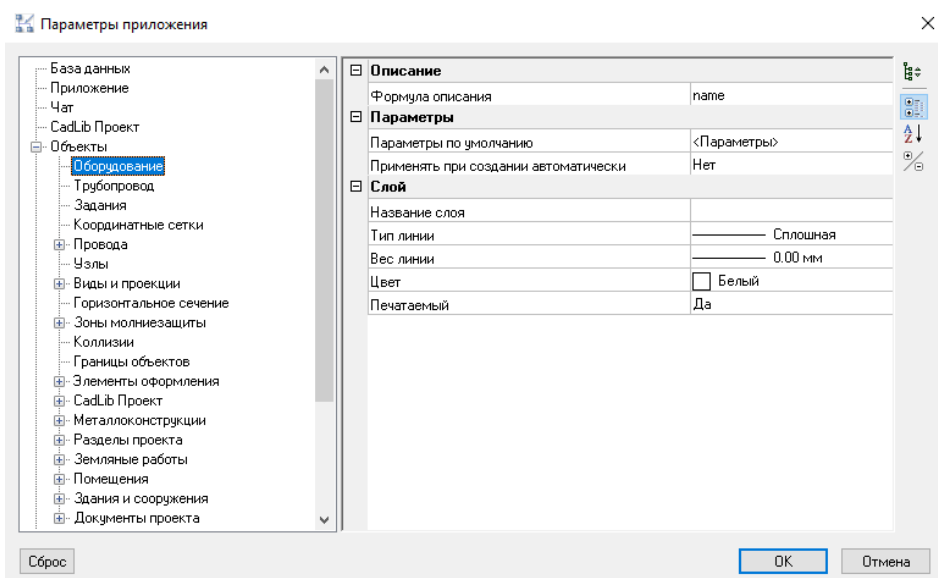 Параметры приложения
База данных
Приложение
Чат
CadLib Проект
Объекты
Оборудование
Трубопровод
Задания
Координатные сетки
Провода
Узлы
Виды и проекции
Горизонтальное сечение
Зоны молниезащиты
Коллизии
Границы объектов
Элементы оформления
CadLib Проект
Металлоконструкции
Разделы проекта
Земляные работы
Помещения
Здания и сооружения
Документы проекта
Описание
Формула описания name
Параметры
Параметры по умолчанию <Параметры>
Применять при создании автоматически Нет
Слой
Название слоя
Тип линии Сплошная
Вес линии 0.00 мм
Цвет Белый
Печатаемый Да
A
Z
Сброс OK Отмена